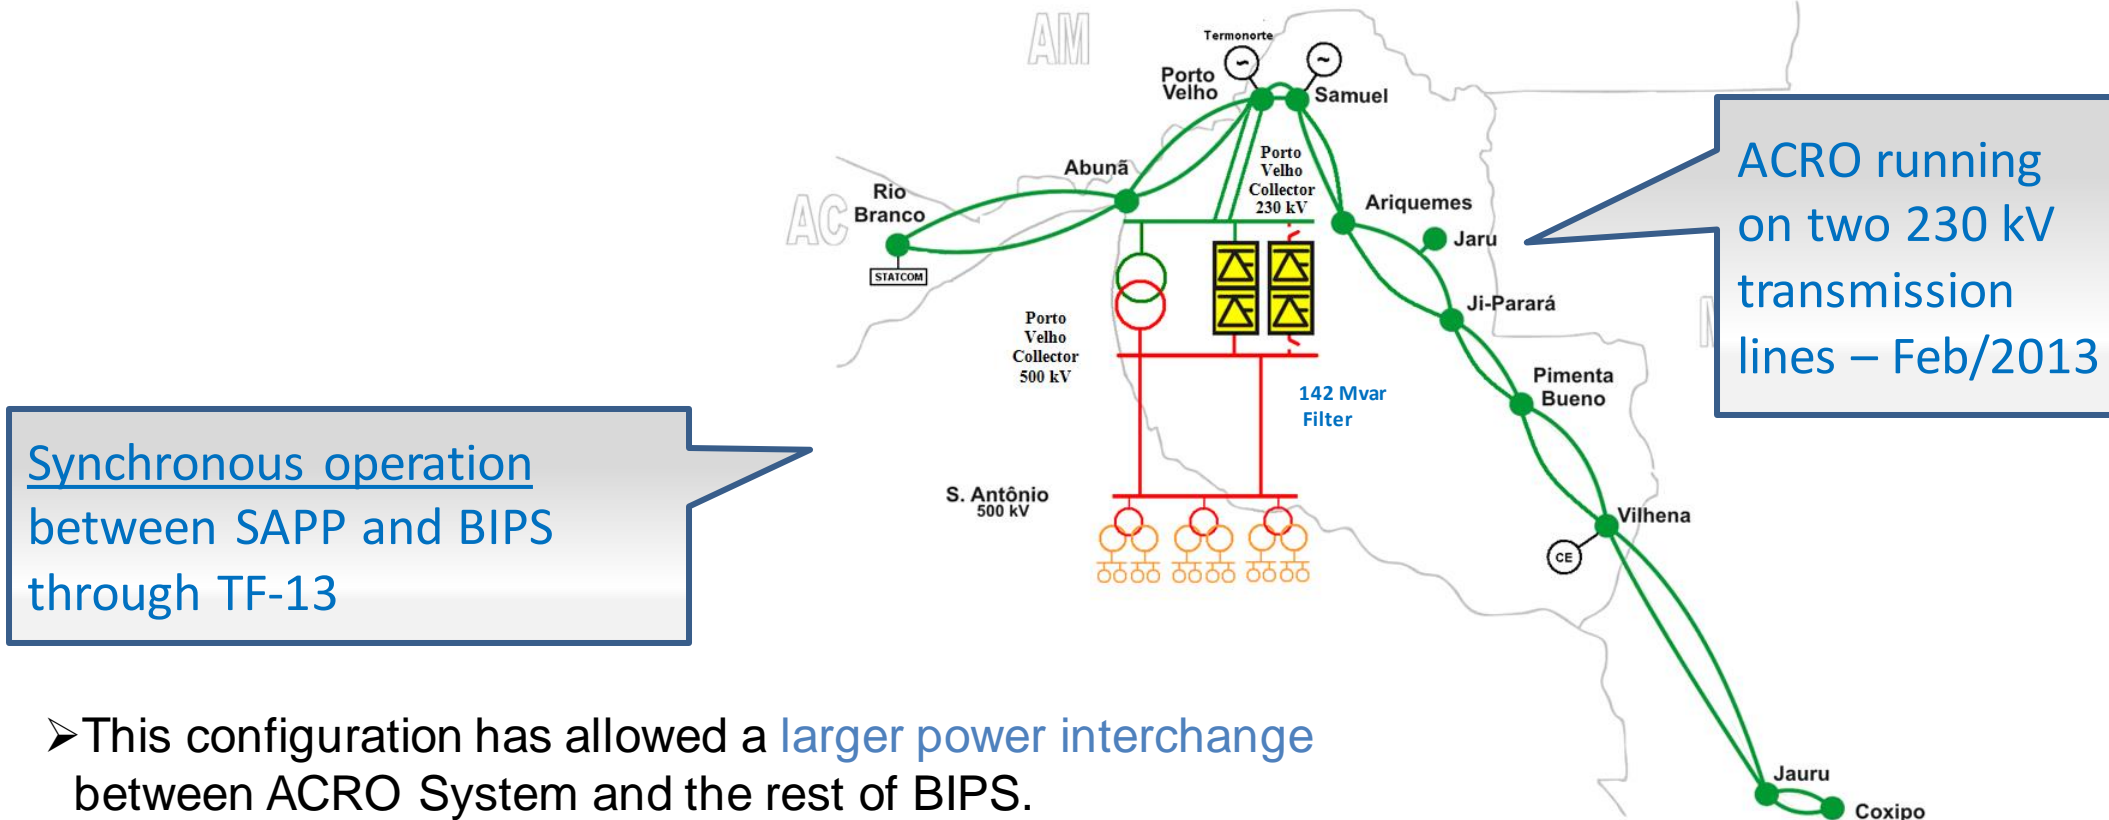 AM
Termonorte
~
~
Porto
Velho
Samuel
Abunã
Porto
Velho
Collector
230 kV
Rio
Branco
AC
Ariquemes
Jaru
STATCOM
Ji-Parará
Porto
Velho
Collector
500 kV
142 Mvar
Filter
Pimenta
Bueno
S. Antônio
500 kV
Vilhena
CE
Jauru
Coxipo
ACRO running
on two 230 kV
transmission
lines – Feb/2013
Synchronous operation
between SAPP and BIPS
through TF-13
➢This configuration has allowed a larger power interchange
between ACRO System and the rest of BIPS.